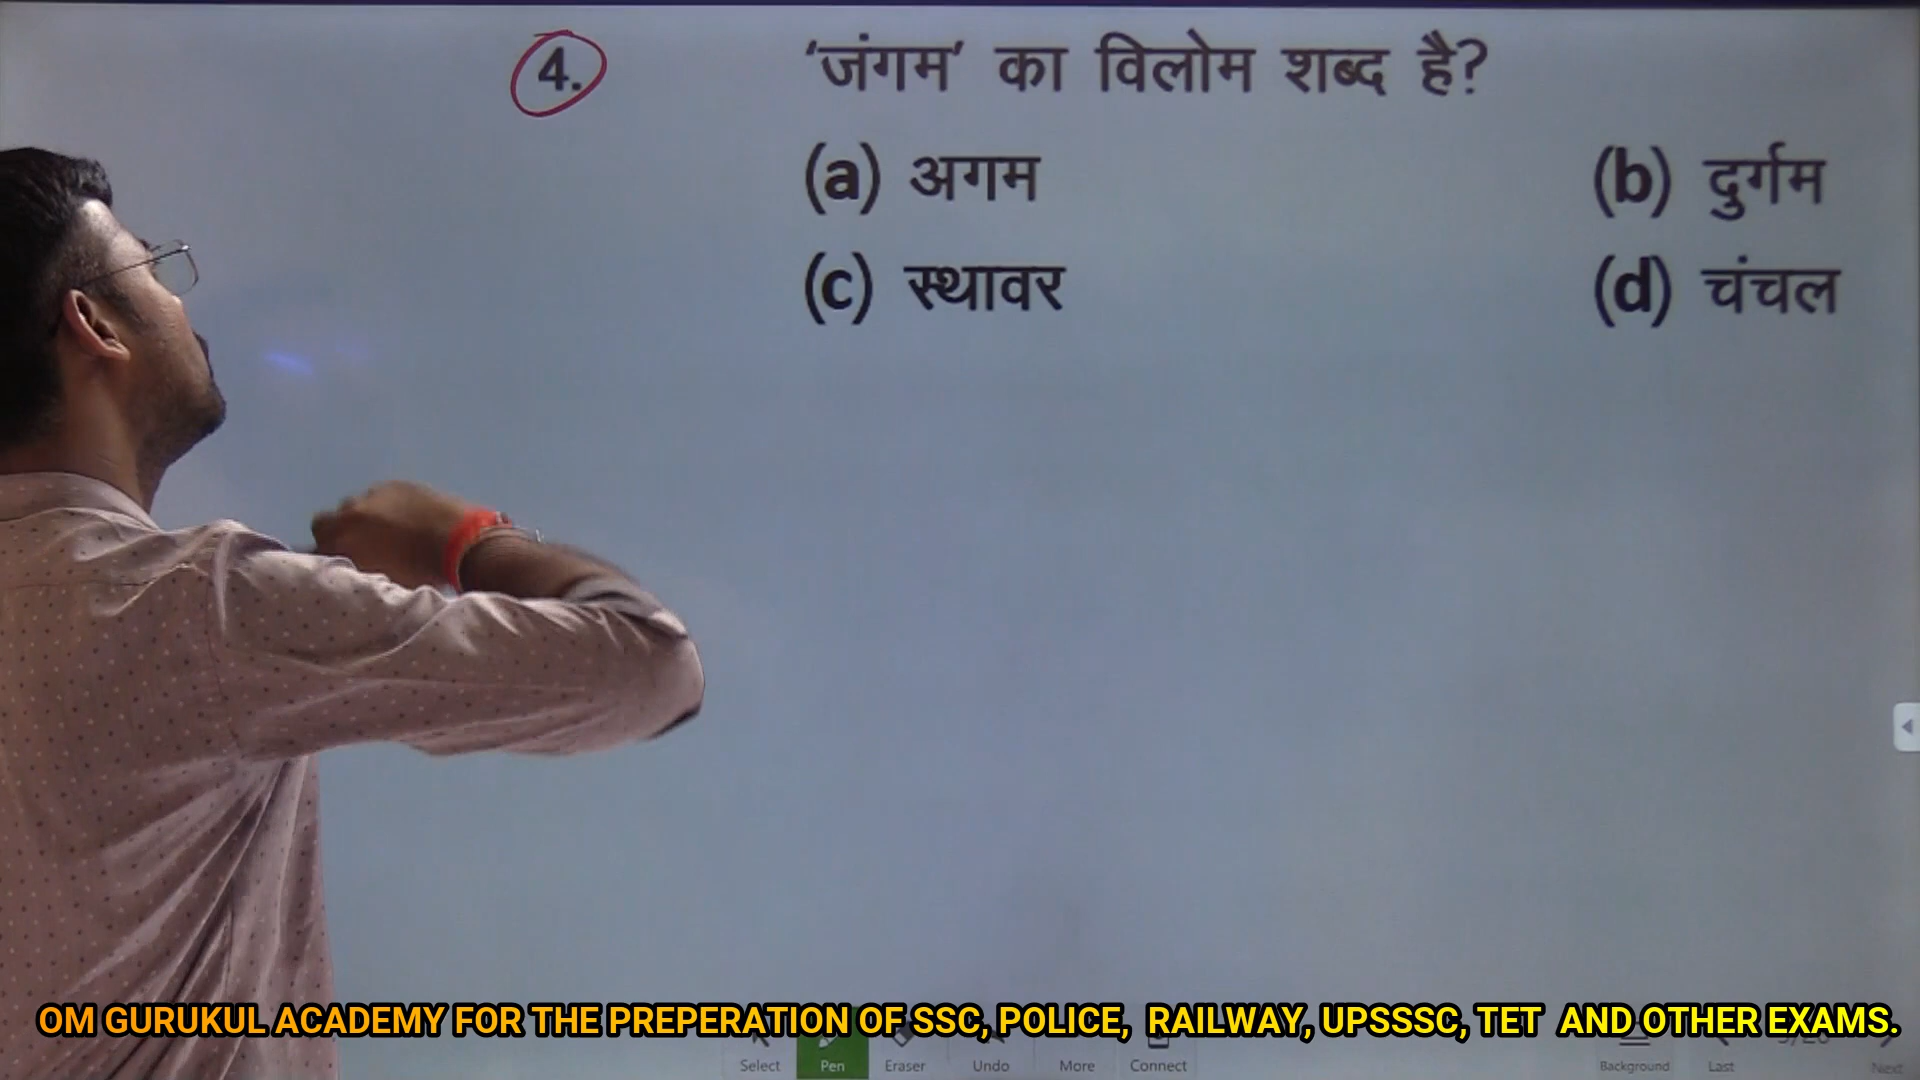 4. 'जंगम' का विलोम शब्द है?
(a) अगम (b) दुर्गम
(c) स्थावर (d) चंचल
OM GURUKUL ACADEMY FOR THE PREPERATION OF SSC, POLICE, RAILWAY, UPSSSC, TET AND OTHER EXAMS.
Select Pen Eraser Undo More Connect Background Last Next